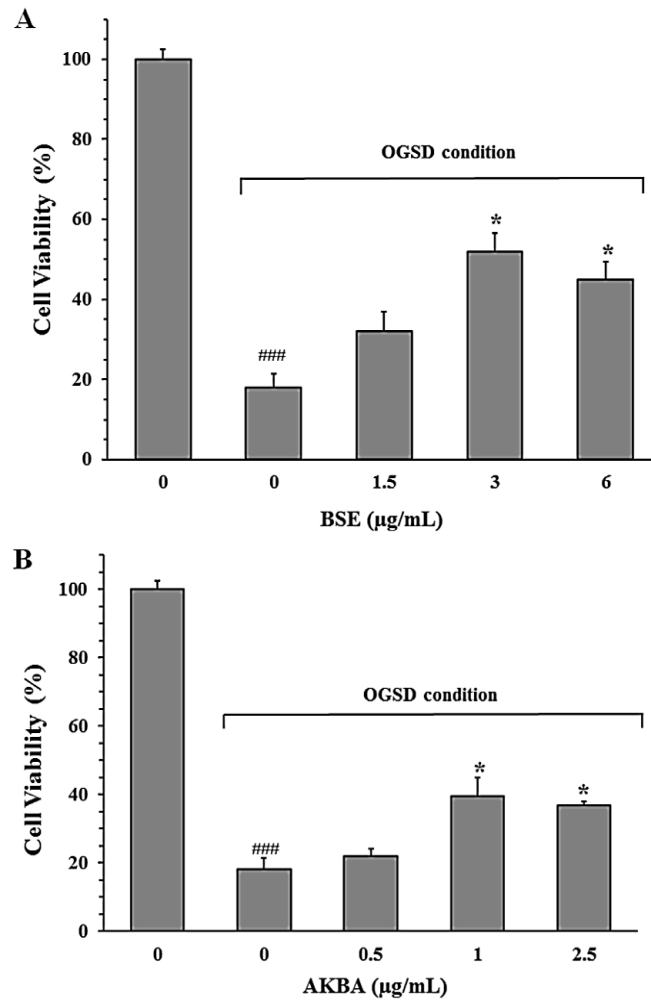 A
100
80
60
40
20
0
Cell Viability (%)
OGSD condition
###
*
*
0 0 1.5 3 6
BSE (μg/mL)
B
100
80
60
40
20
0
Cell Viability (%)
OGSD condition
###
*
*
0 0 0.5 1 2.5
AKBA (μg/mL)